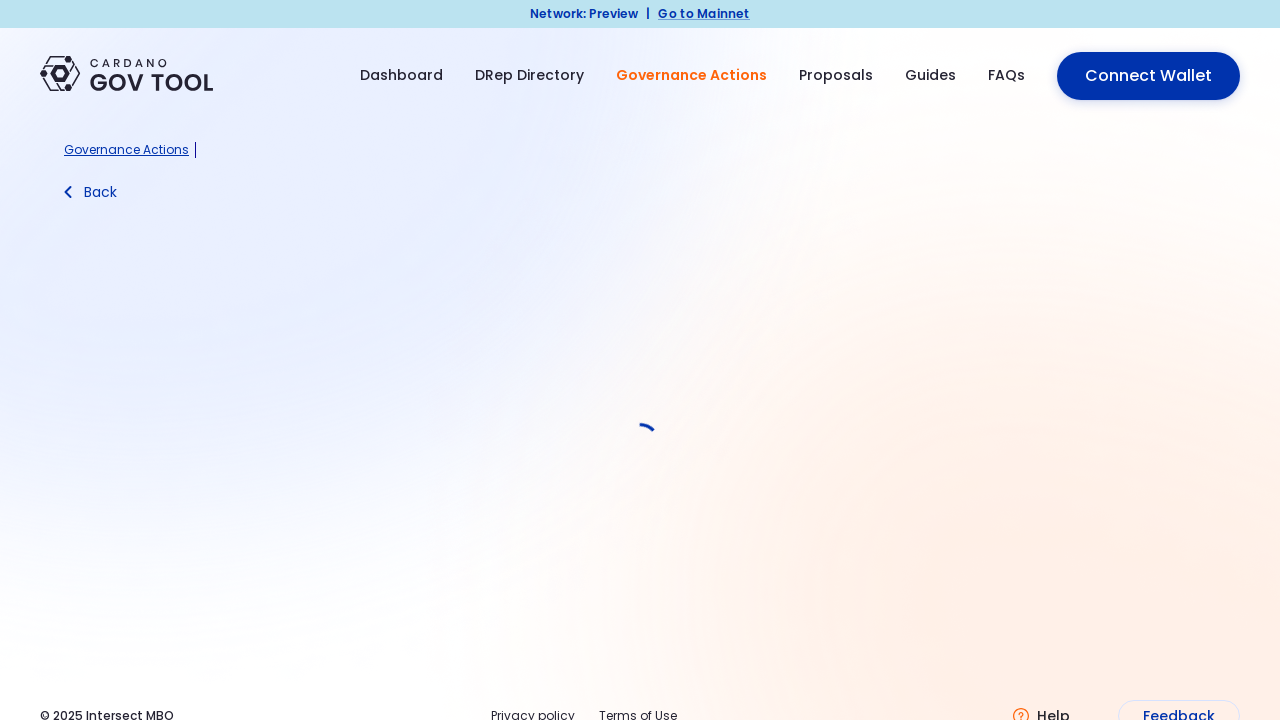 Network: Preview | Go to Mainnet
CARDANO
GOV TOOL
Dashboard
DRep Directory
Governance Actions
Proposals
Guides
FAQs
Connect Wallet
Governance Actions |
Back
© 2025 Intersect MBO
Privacy policy
Terms of Use
Help
Feedback